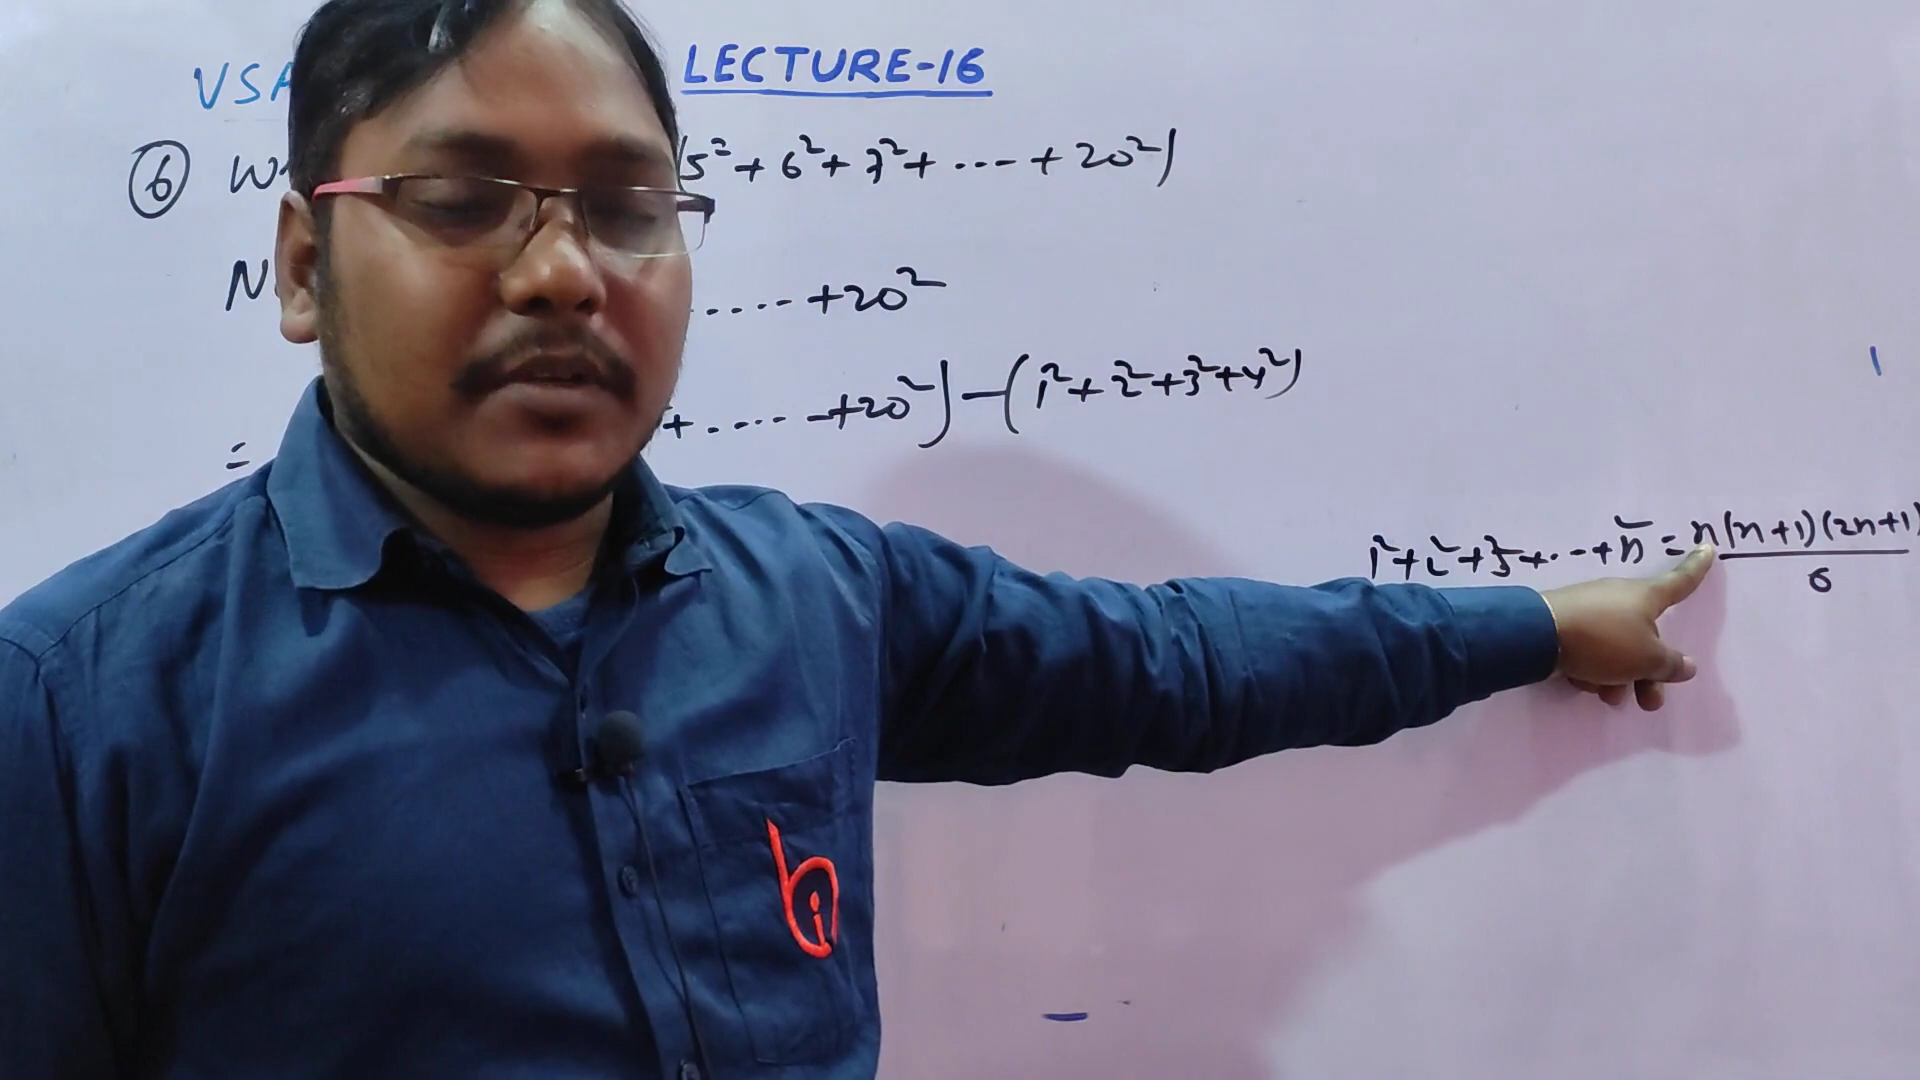 VSA LECTURE-16
⑥ W (5² + 6² + 7² + .... + 20²)
N ..... +20²
= + ..... +20²) - (1² + 2² + 3² + 4²)
1² + 2² + 3² + ... + n² = n(n+1)(2n+1)/6